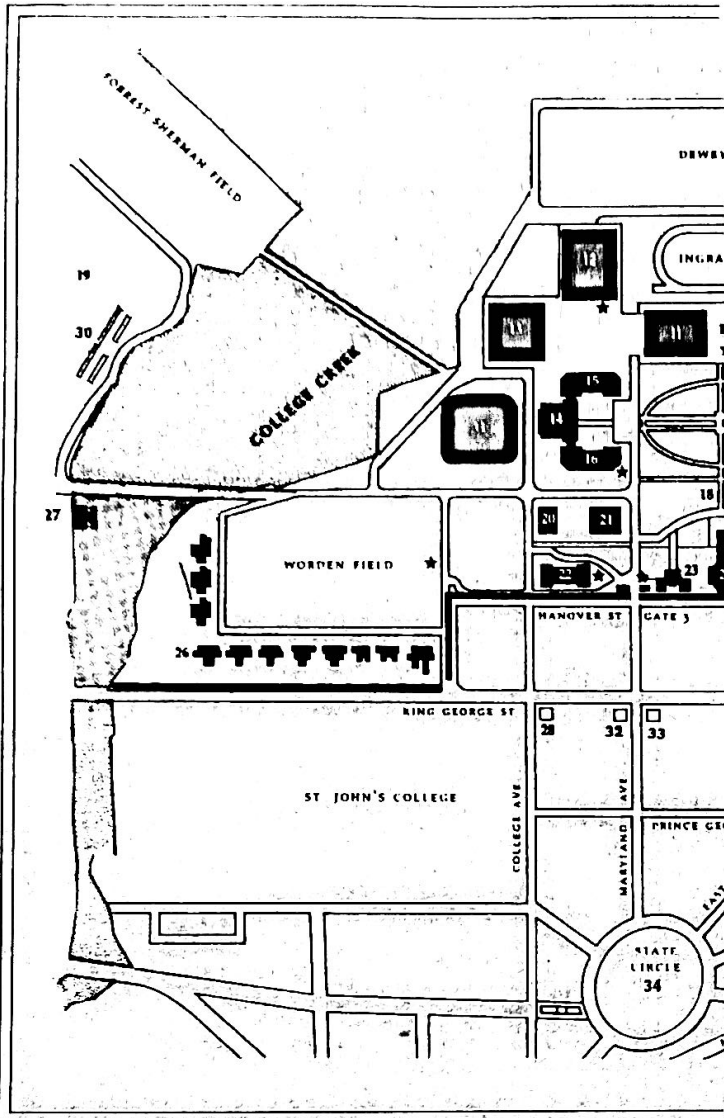 FORREST SHERMAN FIELD
DEWEY
INGRA
19
30
15
COLLEGE CREEK
14
16
18
27
20
21
WORDEN FIELD
22
23
HANOVER ST
GATE 3
26
KING GEORGE ST
28
32
33
ST JOHN'S COLLEGE
COLLEGE AVE
MARYLAND AVE
PRINCE GEO
EAST
STATE
CIRCLE
34